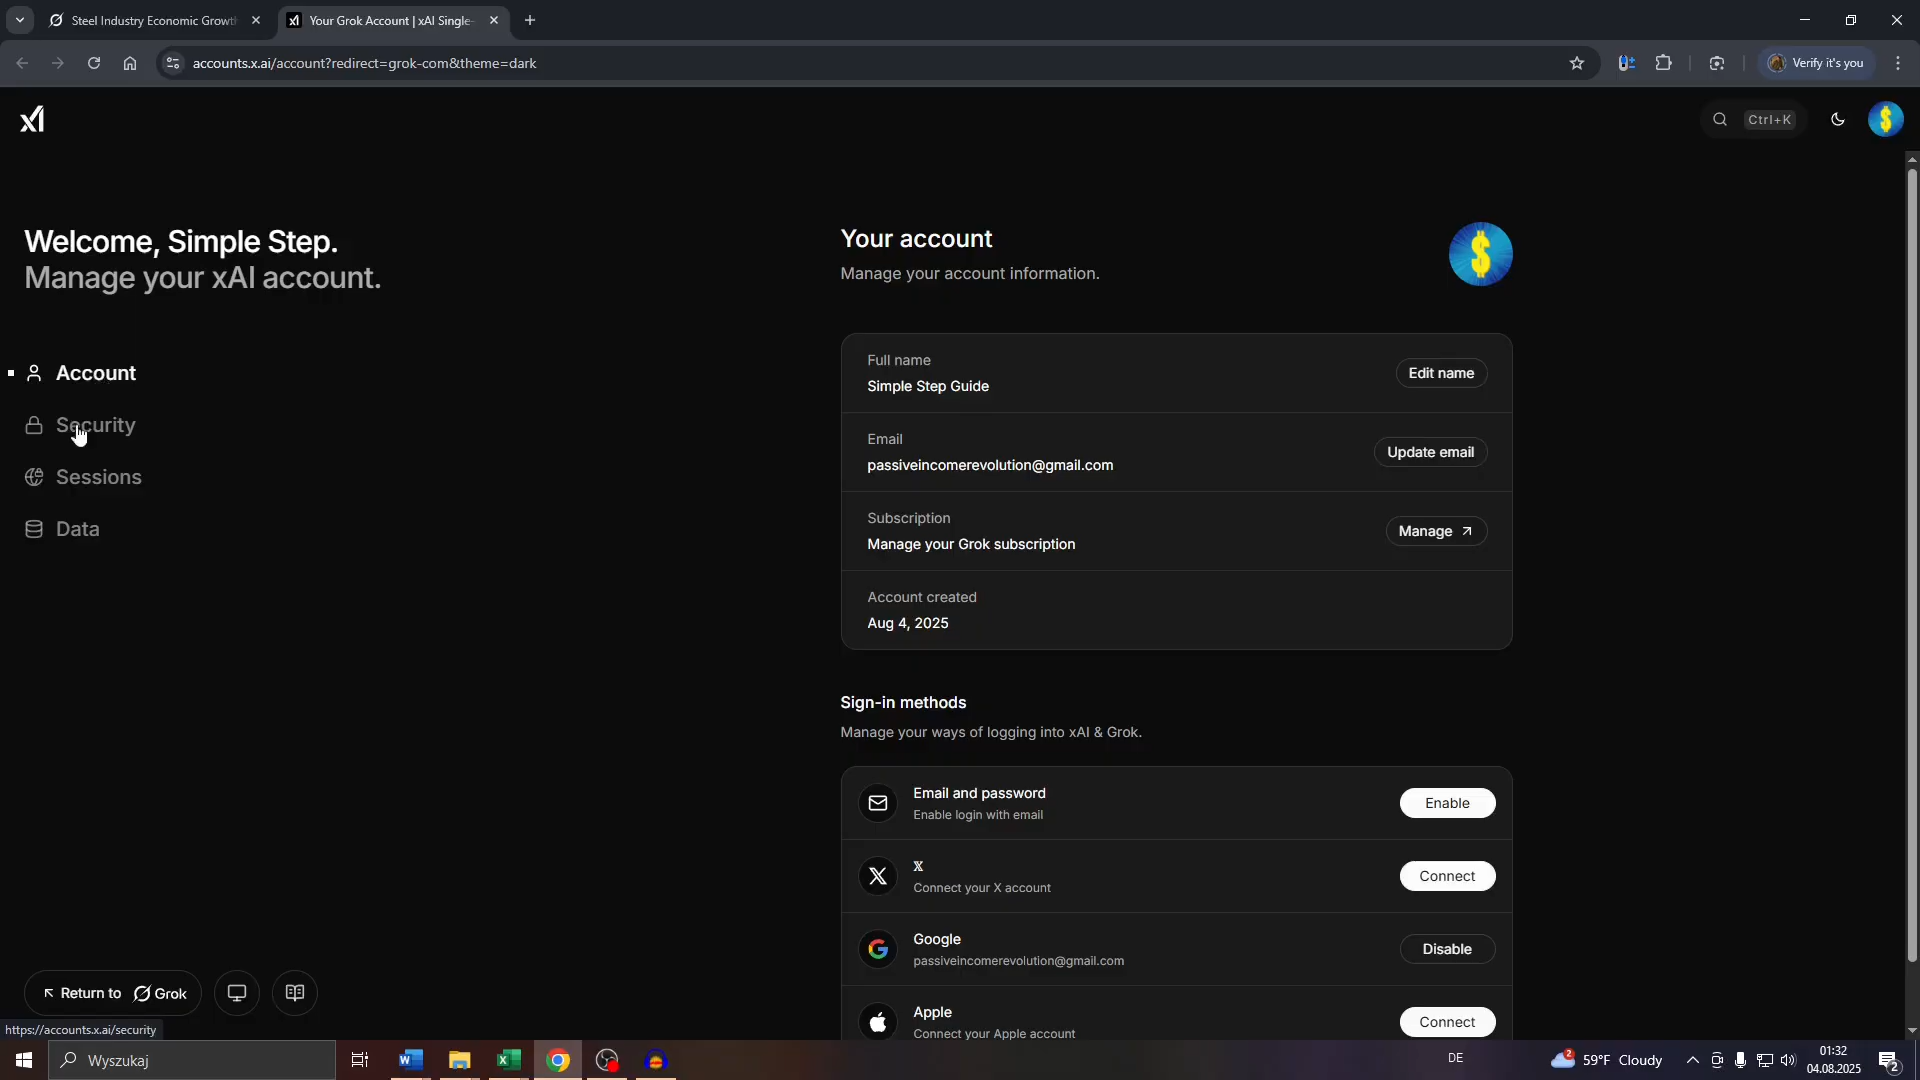 Steel Industry Economic Growth
Your Grok Account | xAI Single-
accounts.x.ai/account?redirect=grok-com&theme=dark
Verify it's you
xI
Ctrl+K
Welcome, Simple Step.
Manage your xAI account.
Account
Security
Sessions
Data
Your account
Manage your account information.
Full name
Simple Step Guide
Edit name
Email
passiveincomerevolution@gmail.com
Update email
Subscription
Manage your Grok subscription
Manage
Account created
Aug 4, 2025
Sign-in methods
Manage your ways of logging into xAI & Grok.
Email and password
Enable login with email
Enable
X
Connect your X account
Connect
Google
passiveincomerevolution@gmail.com
Disable
Apple
Connect your Apple account
Connect
Return to Grok
https://accounts.x.ai/security
Wyszukaj
DE
2
59°F Cloudy
01:32
04.08.2025
2